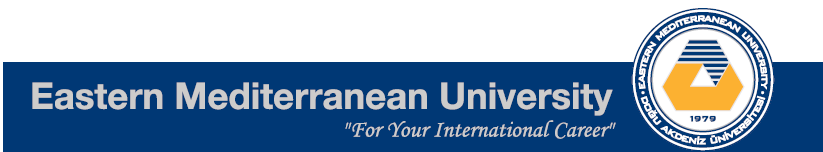 Eastern Mediterranean University
"For Your International Career"
EASTERN MEDITERRANEAN UNIVERSITY
1979
DOĞU AKDENİZ ÜNİVERSİTESİ